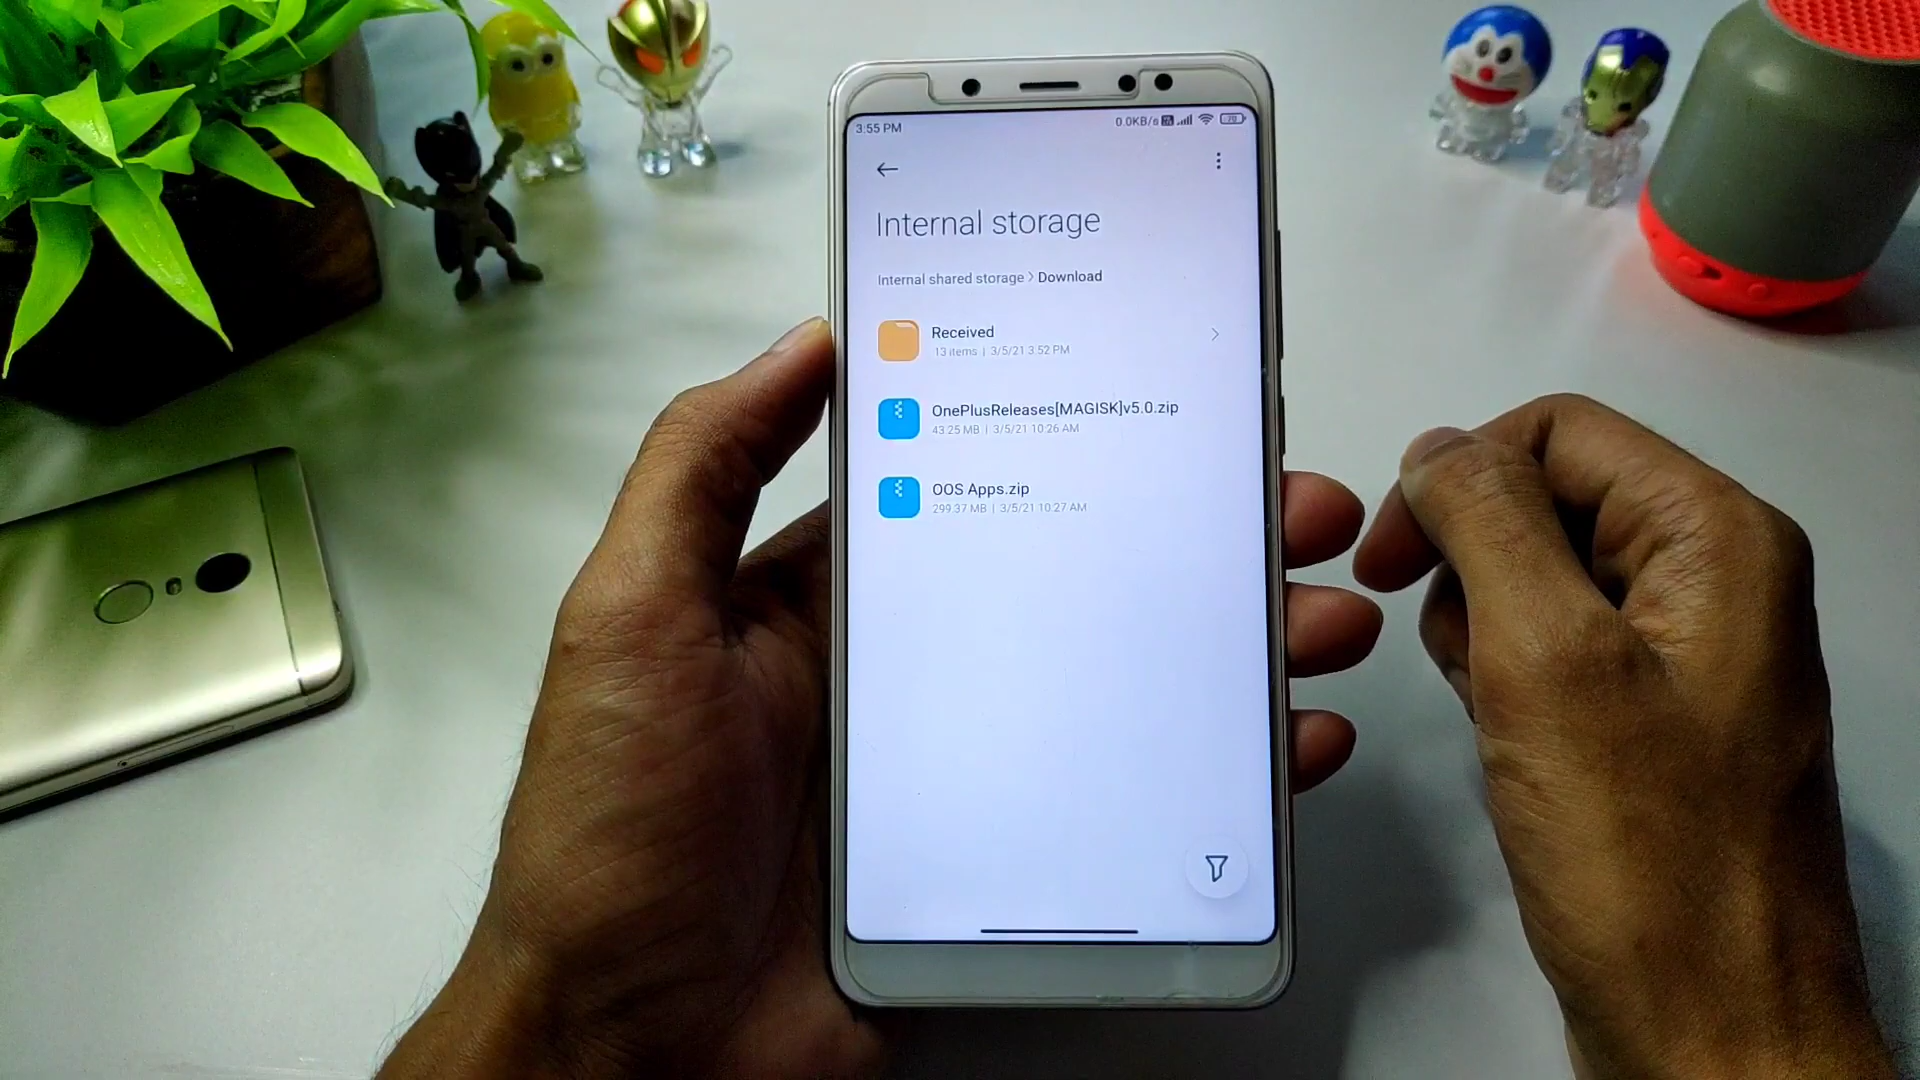 3:55 PM
0.0KB/s
70
Internal storage
Internal shared storage > Download
Received
13 items | 3/5/21 3:52 PM
OnePlusReleases[MAGISK]v5.0.zip
43.25 MB | 3/5/21 10:26 AM
OOS Apps.zip
299.37 MB | 3/5/21 10:27 AM